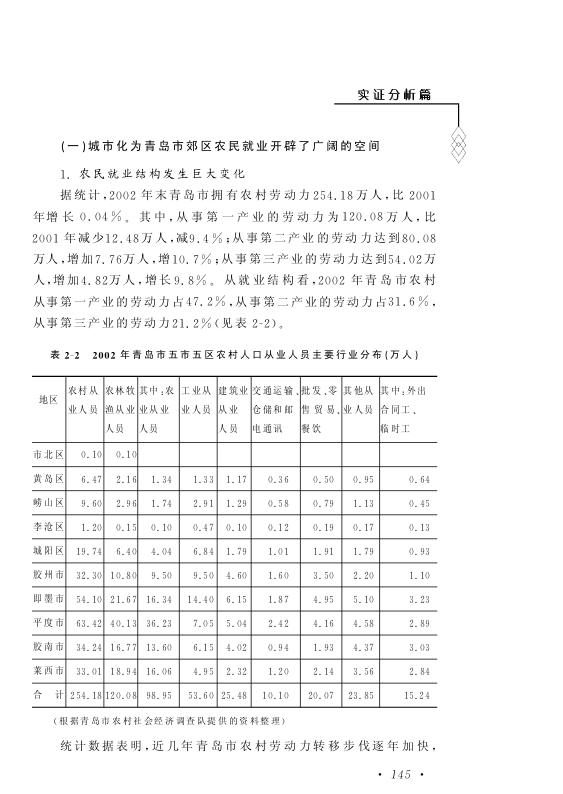 实证分析篇
(一)城市化为青岛市郊区农民就业开辟了广阔的空间
1. 农民就业结构发生巨大变化
据统计,2002 年末青岛市拥有农村劳动力 254.18 万人,比 2001
年增长 0.04%。其中,从事第一产业的劳动力为 120.08 万人,比
2001 年减少12.48万人,减9.4%;从事第二产业的劳动力达到80.08
万人,增加7.76万人,增10.7%;从事第三产业的劳动力达到54.02万
人,增加4.82万人,增长9.8%。从就业结构看,2002 年青岛市农村
从事第一产业的劳动力占47.2%,从事第二产业的劳动力占31.6%,
从事第三产业的劳动力21.2%(见表 2-2)。
表 2-2 2002 年青岛市五市五区农村人口从业人员主要行业分布(万人)
地区 农村从 农林牧 其中:农 工业从 建筑业 交通运输、 批发、零 其他从 其中:外出
业人员 渔从业 业从业 业人员 从业 仓储和邮 售贸易、 业人员 合同工、
人员 人员 人员 电通讯 餐饮 临时工
市北区 0.10 0.10
黄岛区 6.47 2.16 1.34 1.33 1.17 0.36 0.50 0.95 0.64
崂山区 9.60 2.96 1.74 2.91 1.29 0.58 0.79 1.13 0.45
李沧区 1.20 0.15 0.10 0.47 0.10 0.12 0.19 0.17 0.13
城阳区 19.74 6.40 4.04 6.84 1.79 1.01 1.91 1.79 0.93
胶州市 32.30 10.80 9.50 9.50 4.60 1.60 3.50 2.20 1.10
即墨市 54.10 21.67 16.34 14.40 6.15 1.87 4.95 5.10 3.23
平度市 63.42 40.13 36.23 7.05 5.04 2.42 4.16 4.58 2.89
胶南市 34.24 16.77 13.60 6.15 4.02 0.94 1.93 4.37 3.03
莱西市 33.01 18.94 16.06 4.95 2.32 1.20 2.14 3.56 2.84
合 计 254.18 120.08 98.95 53.60 25.48 10.10 20.07 23.85 15.24
(根据青岛市农村社会经济调查队提供的资料整理)
统计数据表明,近几年青岛市农村劳动力转移步伐逐年加快,
· 145 ·